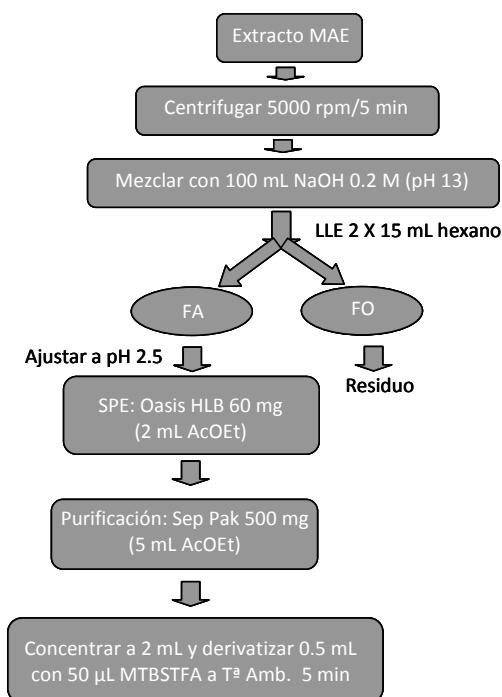 Extracto MAE
Centrifugar 5000 rpm/5 min
Mezclar con 100 mL NaOH 0.2 M (pH 13)
LLE 2 X 15 mL hexano
FA
FO
Ajustar a pH 2.5
Residuo
SPE: Oasis HLB 60 mg
(2 mL AcOEt)
Purificación: Sep Pak 500 mg
(5 mL AcOEt)
Concentrar a 2 mL y derivatizar 0.5 mL
con 50 µL MTBSTFA a Tª Amb. 5 min